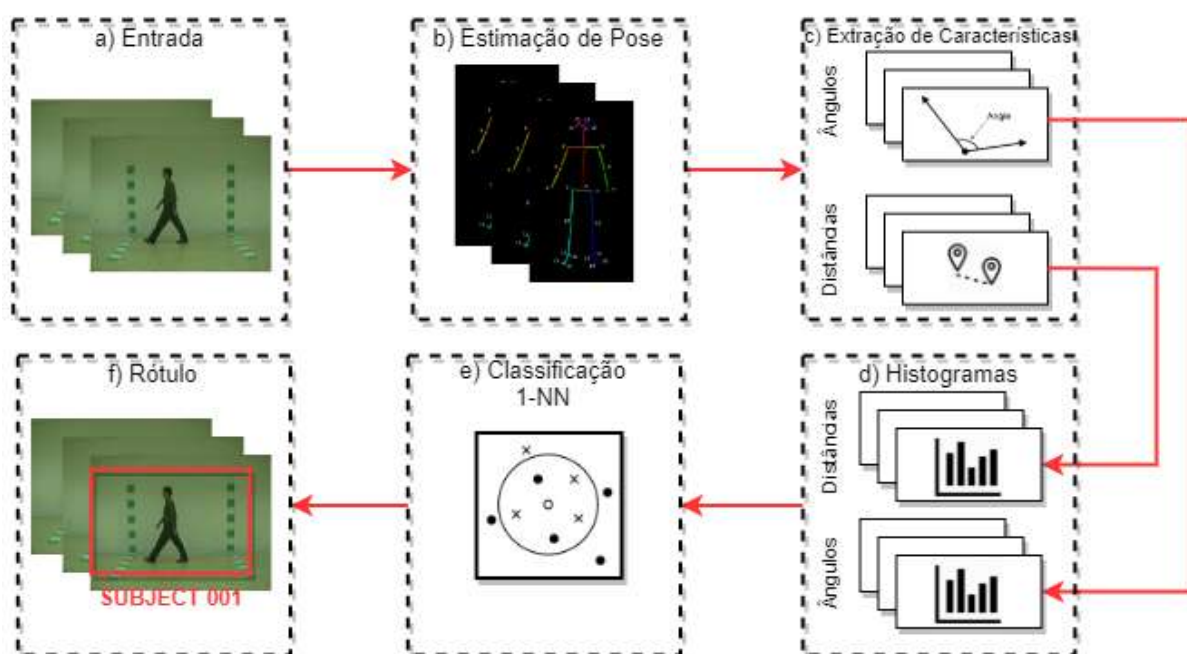 a) Entrada
b) Estimação de Pose
c) Extração de Características
Ângulos
Angle
Distâncias
f) Rótulo
SUBJECT 001
e) Classificação
1-NN
d) Histogramas
Distâncias
Ângulos